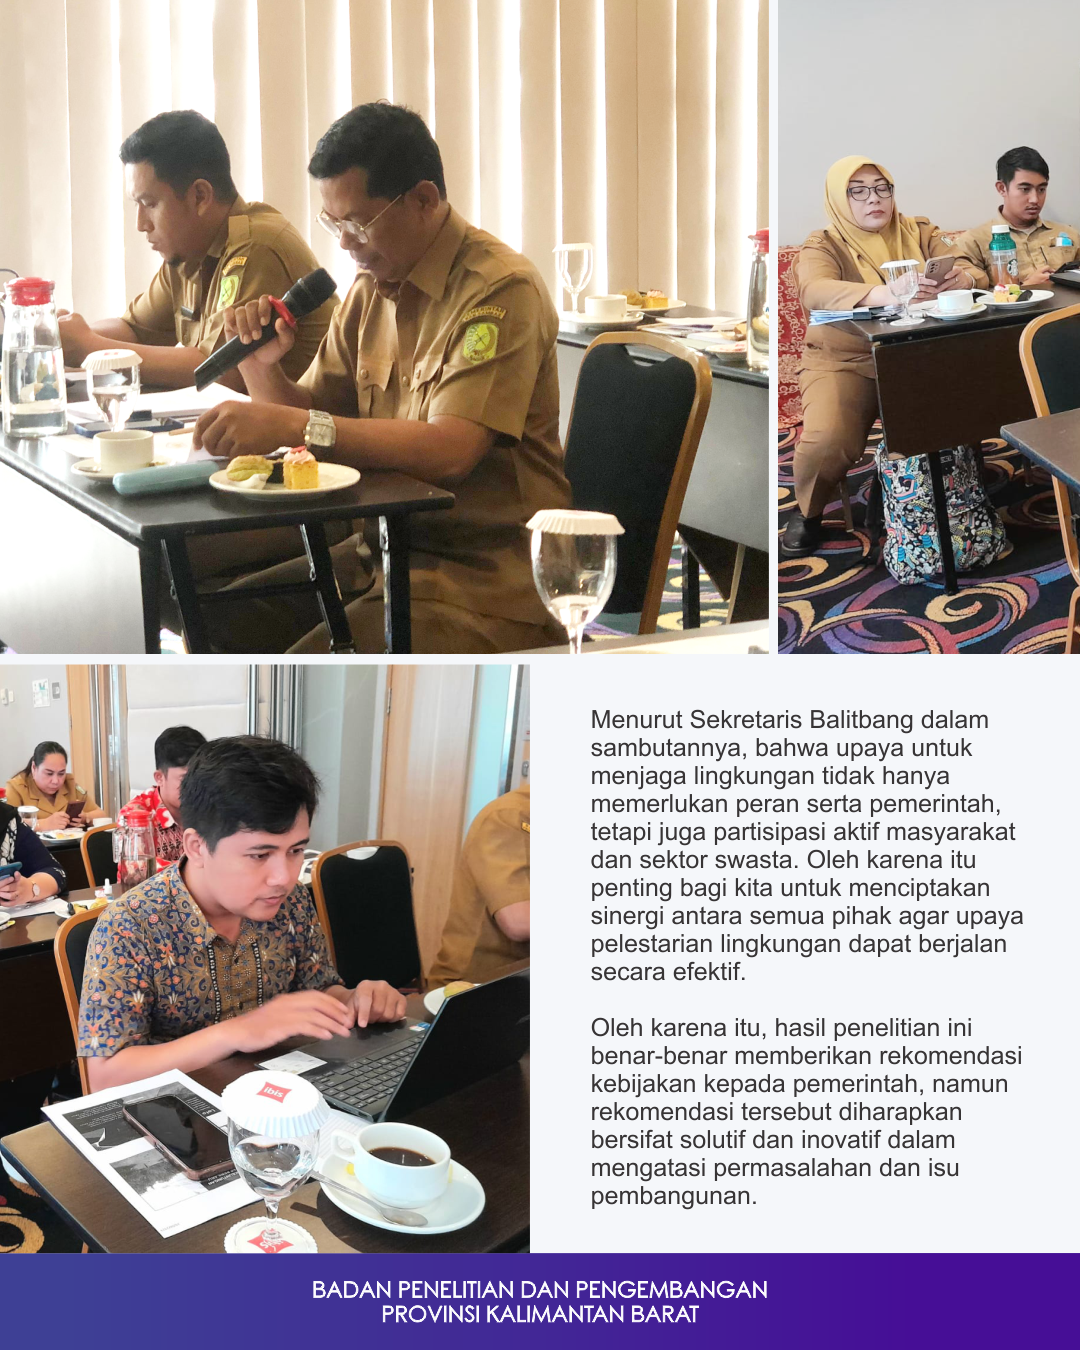 Menurut Sekretaris Balitbang dalam
sambutannya, bahwa upaya untuk
menjaga lingkungan tidak hanya
memerlukan peran serta pemerintah,
tetapi juga partisipasi aktif masyarakat
dan sektor swasta. Oleh karena itu
penting bagi kita untuk menciptakan
sinergi antara semua pihak agar upaya
pelestarian lingkungan dapat berjalan
secara efektif.
Oleh karena itu, hasil penelitian ini
benar-benar memberikan rekomendasi
kebijakan kepada pemerintah, namun
rekomendasi tersebut diharapkan
bersifat solutif dan inovatif dalam
mengatasi permasalahan dan isu
pembangunan.
ibis
BADAN PENELITIAN DAN PENGEMBANGAN
PROVINSI KALIMANTAN BARAT